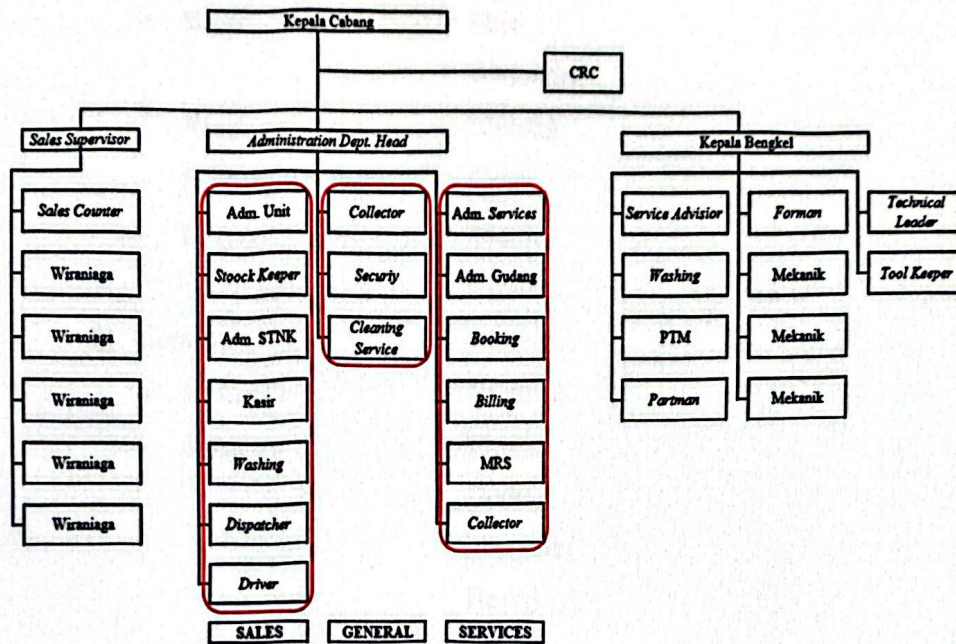 Kepala Cabang
CRC
Sales Supervisor
Administration Dept. Head
Kepala Bengkel
Sales Counter
Wiraniaga
Wiraniaga
Wiraniaga
Wiraniaga
Wiraniaga
Adm. Unit
Stoock Keeper
Adm. STNK
Kasir
Washing
Dispatcher
Driver
Collector
Securiy
Cleaning
Service
Adm. Services
Adm. Gudang
Booking
Billing
MRS
Collector
Service Advisior
Washing
PTM
Partman
Forman
Mekanik
Mekanik
Mekanik
Technical
Leader
Tool Keeper
SALES
GENERAL
SERVICES